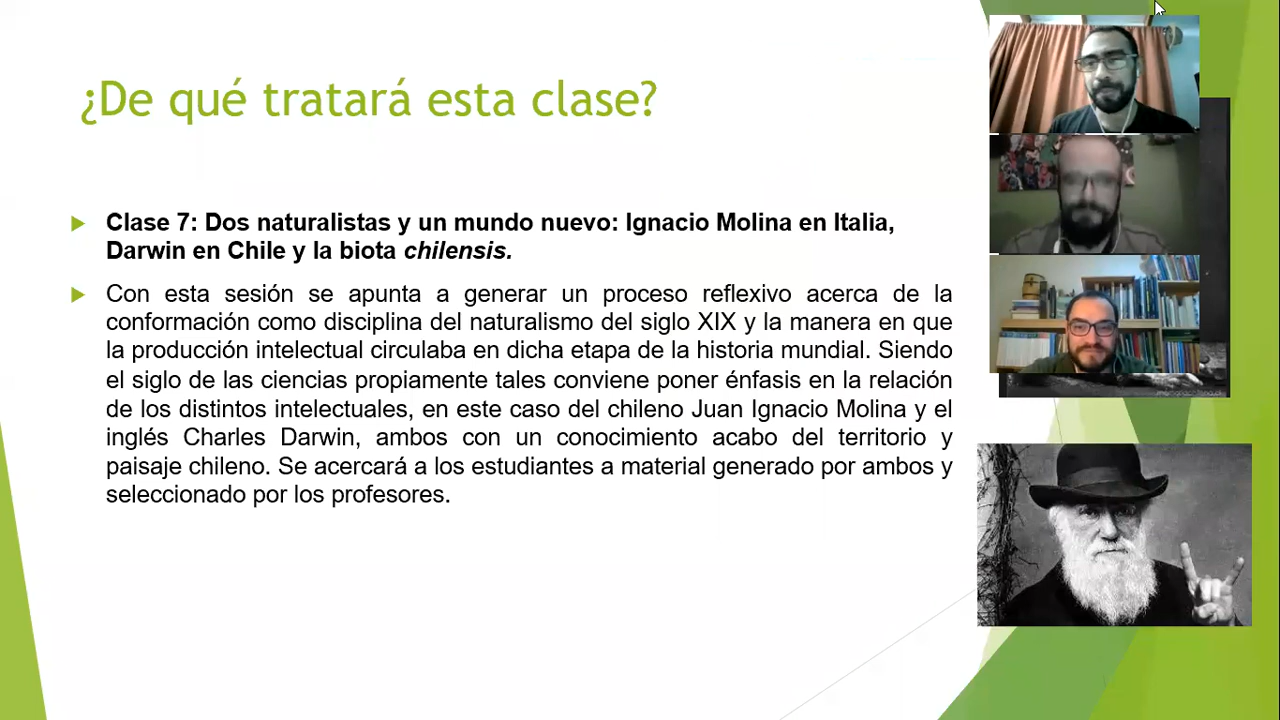 ¿De qué tratará esta clase?
Clase 7: Dos naturalistas y un mundo nuevo: Ignacio Molina en Italia,
Darwin en Chile y la biota chilensis.
Con esta sesión se apunta a generar un proceso reflexivo acerca de la
conformación como disciplina del naturalismo del siglo XIX y la manera en que
la producción intelectual circulaba en dicha etapa de la historia mundial. Siendo
el siglo de las ciencias propiamente tales conviene poner énfasis en la relación
de los distintos intelectuales, en este caso del chileno Juan Ignacio Molina y el
inglés Charles Darwin, ambos con un conocimiento acabo del territorio y
paisaje chileno. Se acercará a los estudiantes a material generado por ambos y
seleccionado por los profesores.